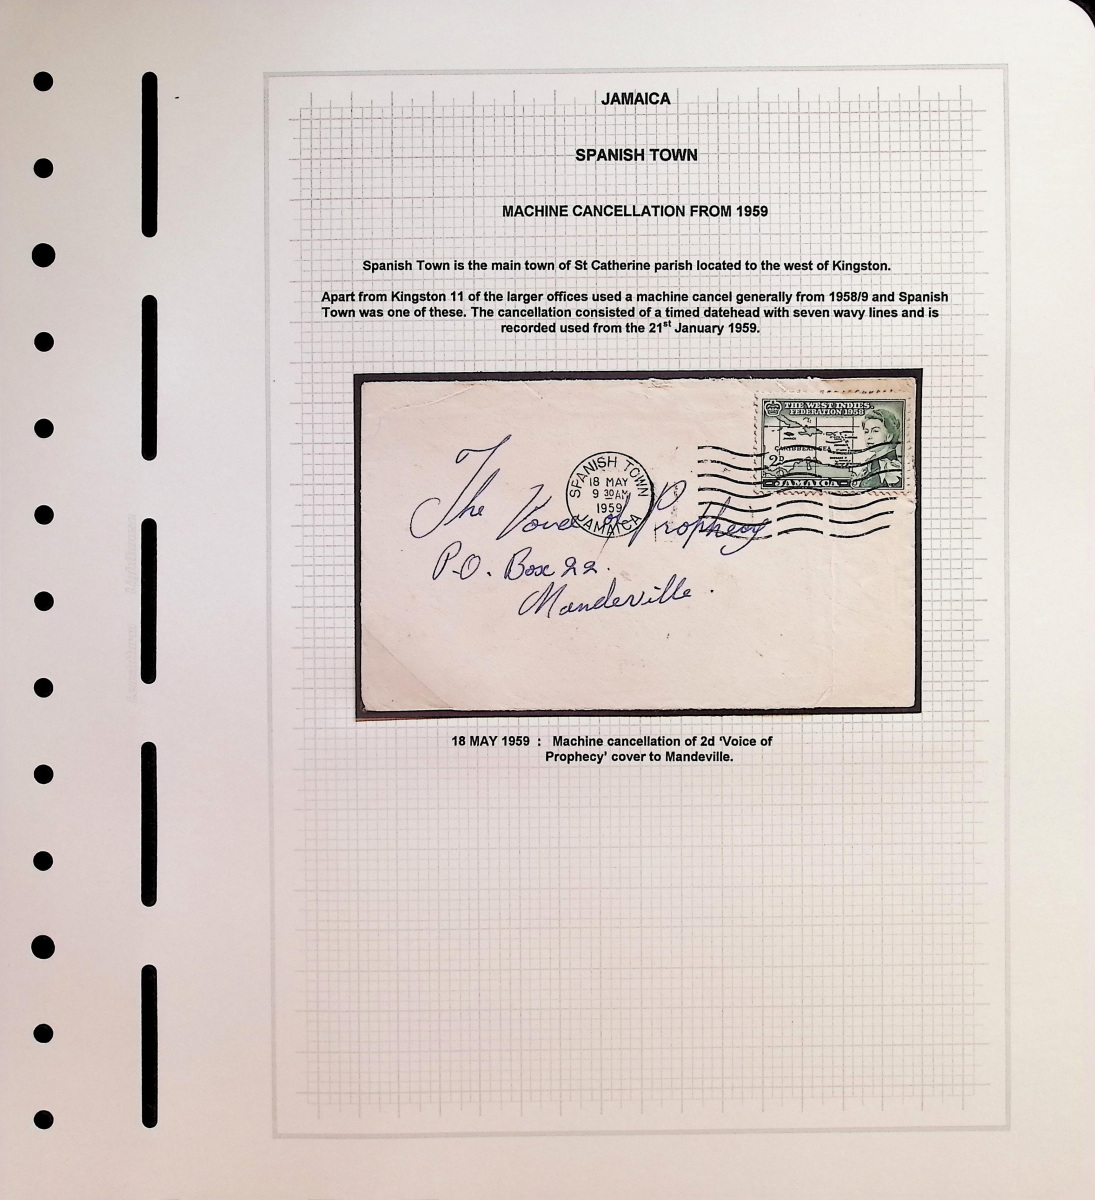 JAMAICA
SPANISH TOWN
MACHINE CANCELLATION FROM 1959
Spanish Town is the main town of St Catherine parish located to the west of Kingston.
Apart from Kingston 11 of the larger offices used a machine cancel generally from 1958/9 and Spanish
Town was one of these. The cancellation consisted of a timed datehead with seven wavy lines and is
recorded used from the 21st January 1959.
THE WEST INDIES
FEDERATION 1958
CARIBBEAN SEA
2D
JAMAICA
SPANISH TOWN
18 MAY
9 30AM
1959
JAMAICA
The Voice of Prophecy
P.O. Box 22.
Mandeville.
18 MAY 1959 : Machine cancellation of 2d ‘Voice of
Prophecy’ cover to Mandeville.